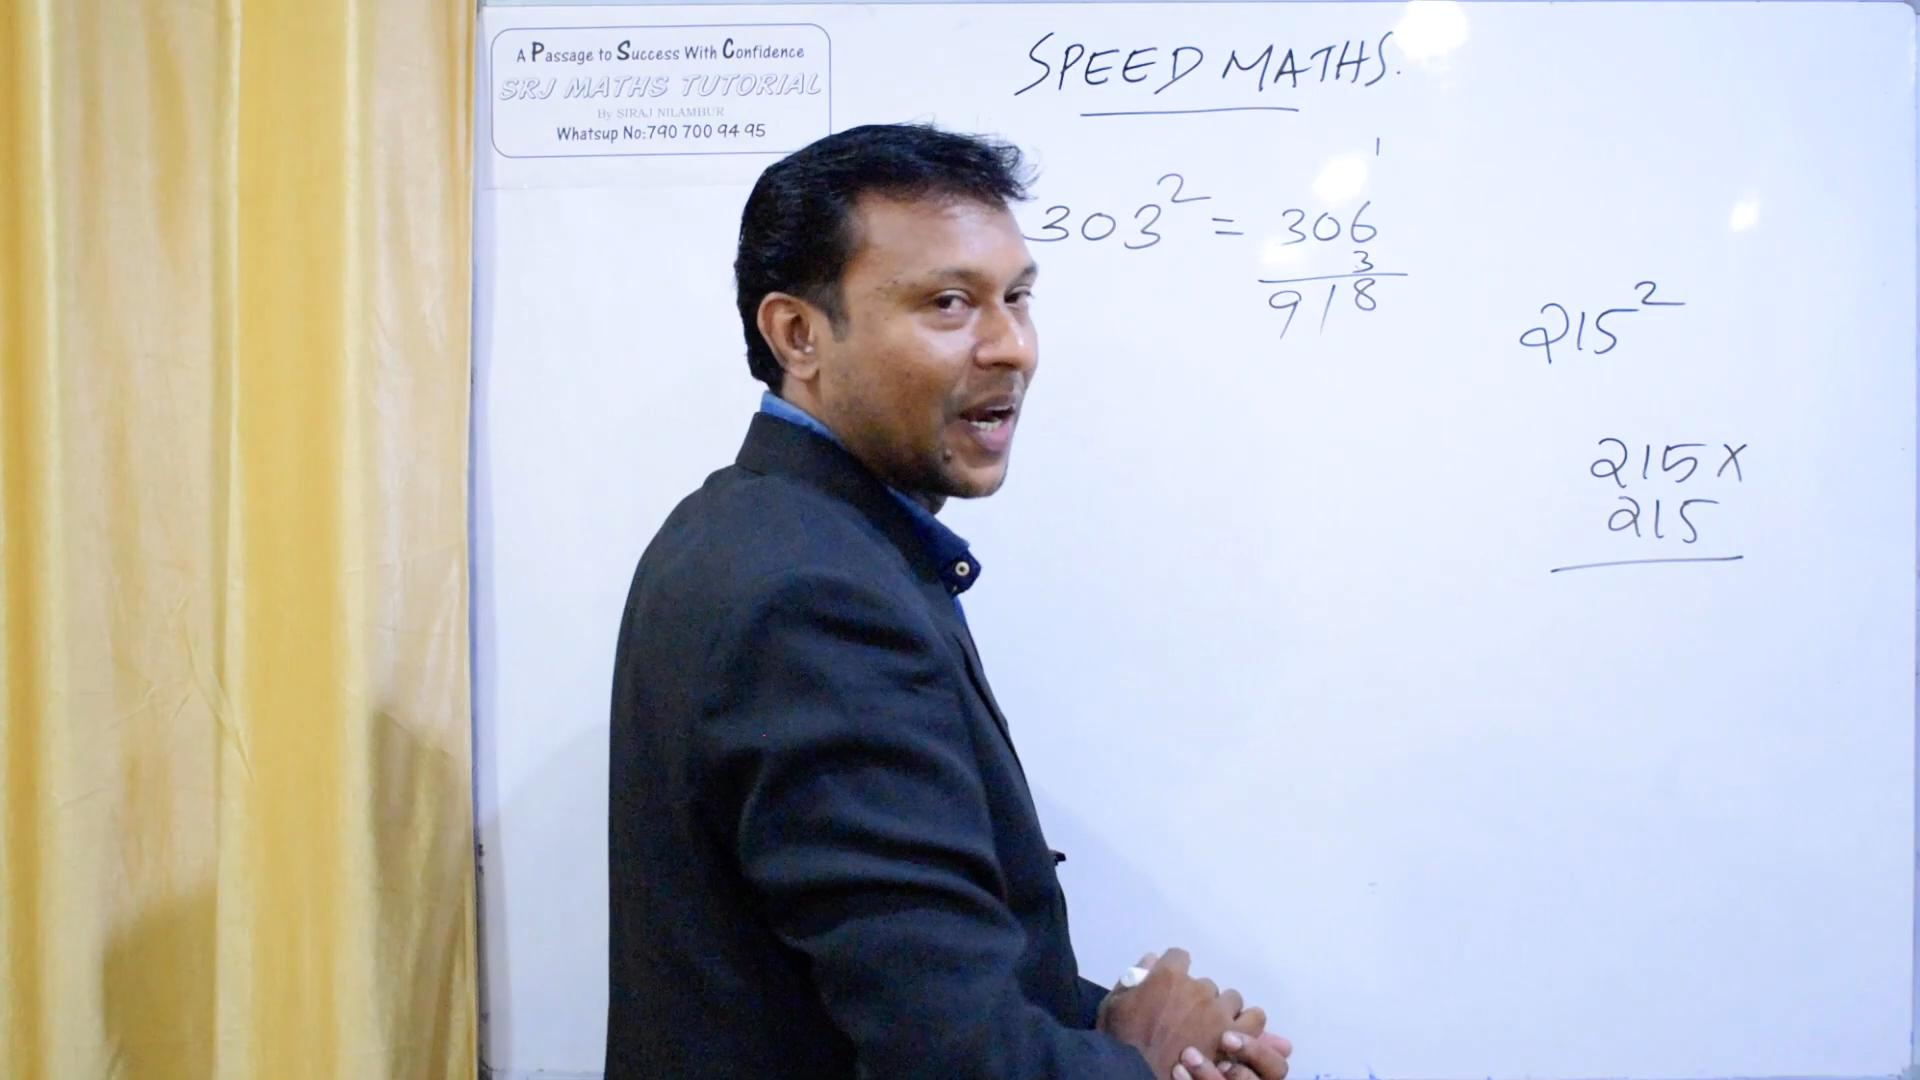 A Passage to Success With Confidence
SRJ MATHS TUTORIAL
By SIRAJ NILAMBUR
Whatsup No:790 700 94 95
SPEED MATHS.
1
303² = 306
3
918
215²
215 x
215